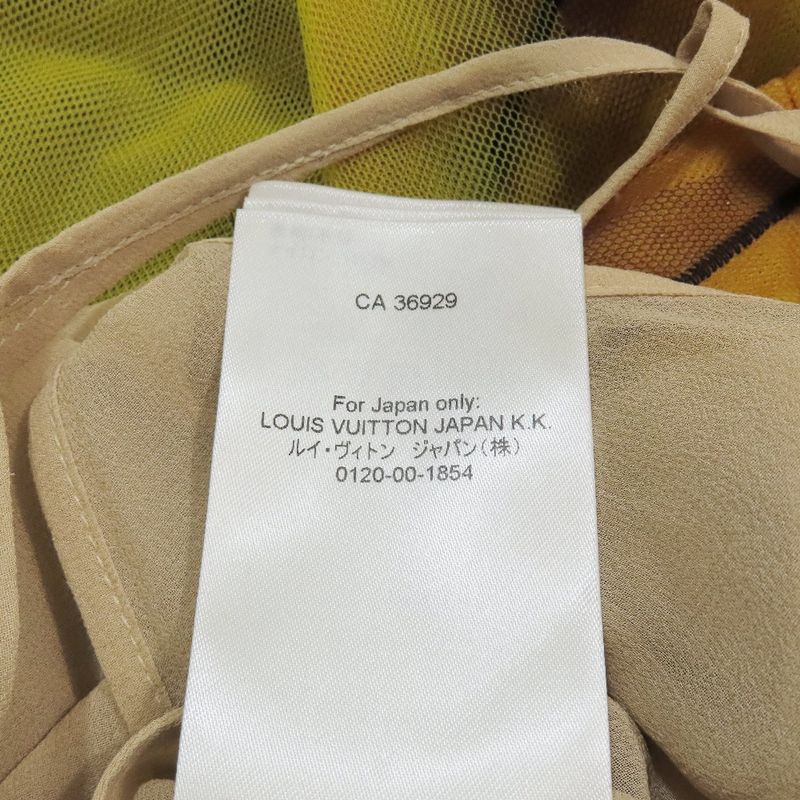 CA 36929
For Japan only:
LOUIS VUITTON JAPAN K.K.
ルイ・ヴィトン ジャパン(株)
0120-00-1854